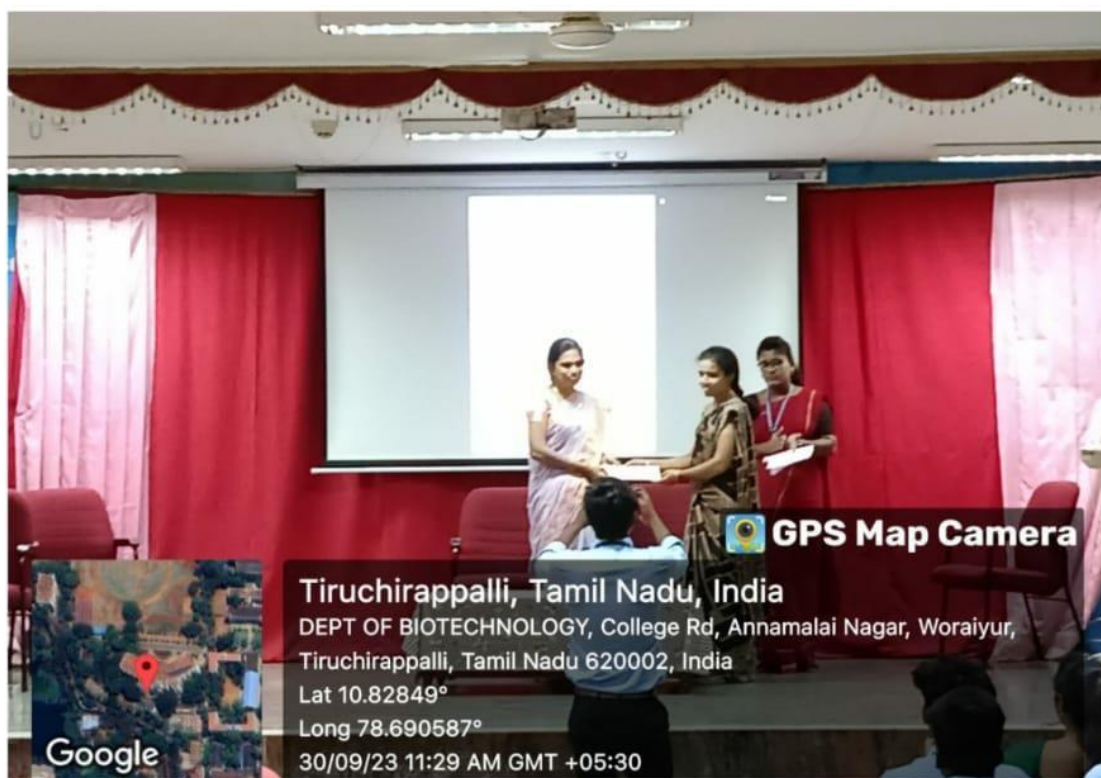 GPS Map Camera
Tiruchirappalli, Tamil Nadu, India
DEPT OF BIOTECHNOLOGY, College Rd, Annamalai Nagar, Woraiyur,
Tiruchirappalli, Tamil Nadu 620002, India
Lat 10.82849°
Long 78.690587°
30/09/23 11:29 AM GMT +05:30
Google